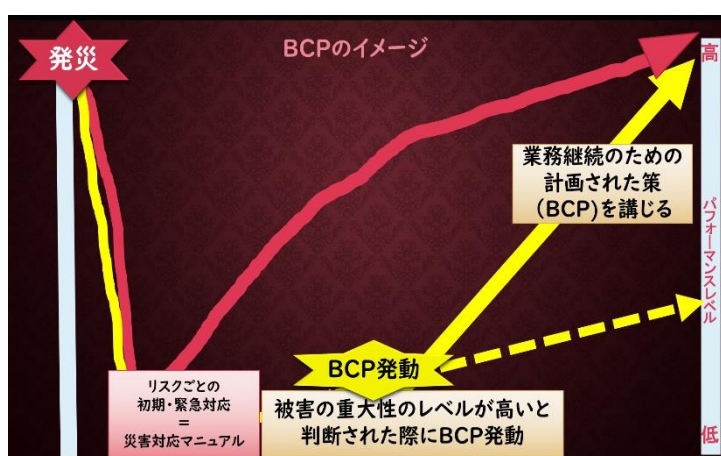 発災
BCPのイメージ
高
業務継続のための
計画された策
(BCP)を講じる
パフォーマンスレベル
BCP発動
リスクごとの
初期・緊急対応
=
災害対応マニュアル
被害の重大性のレベルが高いと
判断された際にBCP発動
低